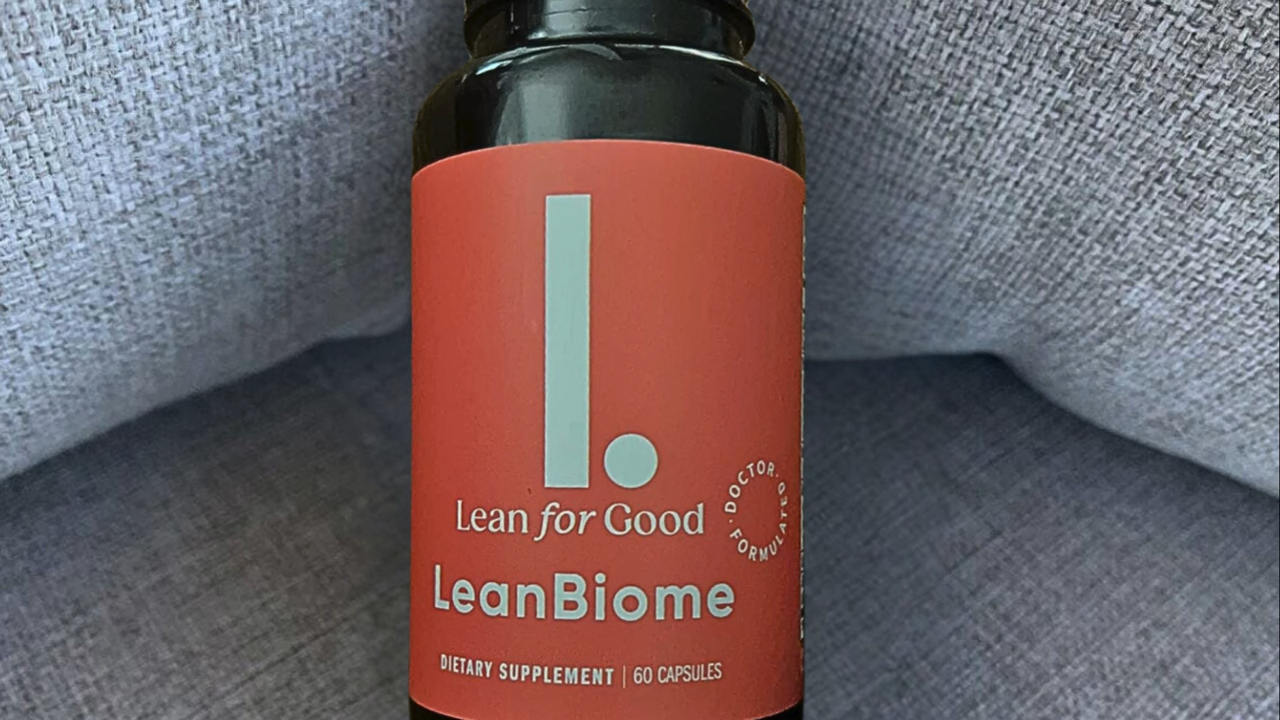 l.
Lean for Good
DOCTOR · FORMULATED ·
LeanBiome
DIETARY SUPPLEMENT | 60 CAPSULES